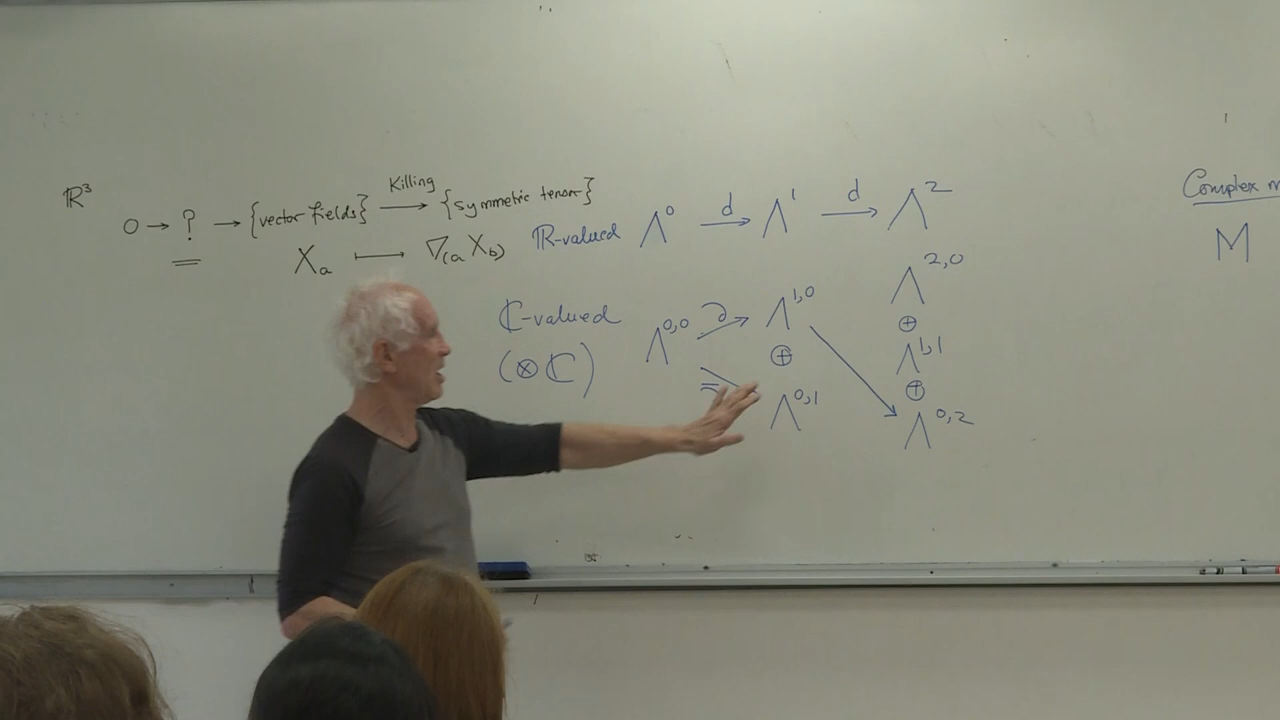 ℝ³
0 → ? → {vector fields} —Killing→ {symmetric tensors}
X_a ⟼ ∇_(a X_b)
ℝ-valued Λ⁰ —d→ Λ¹ —d→ Λ²
ℂ-valued
(⊗ℂ)
Λ^{0,0} —∂→ Λ^{1,0}
⊕
Λ^{0,1}
Λ^{2,0}
⊕
Λ^{1,1}
⊕
Λ^{0,2}
Complex m
M